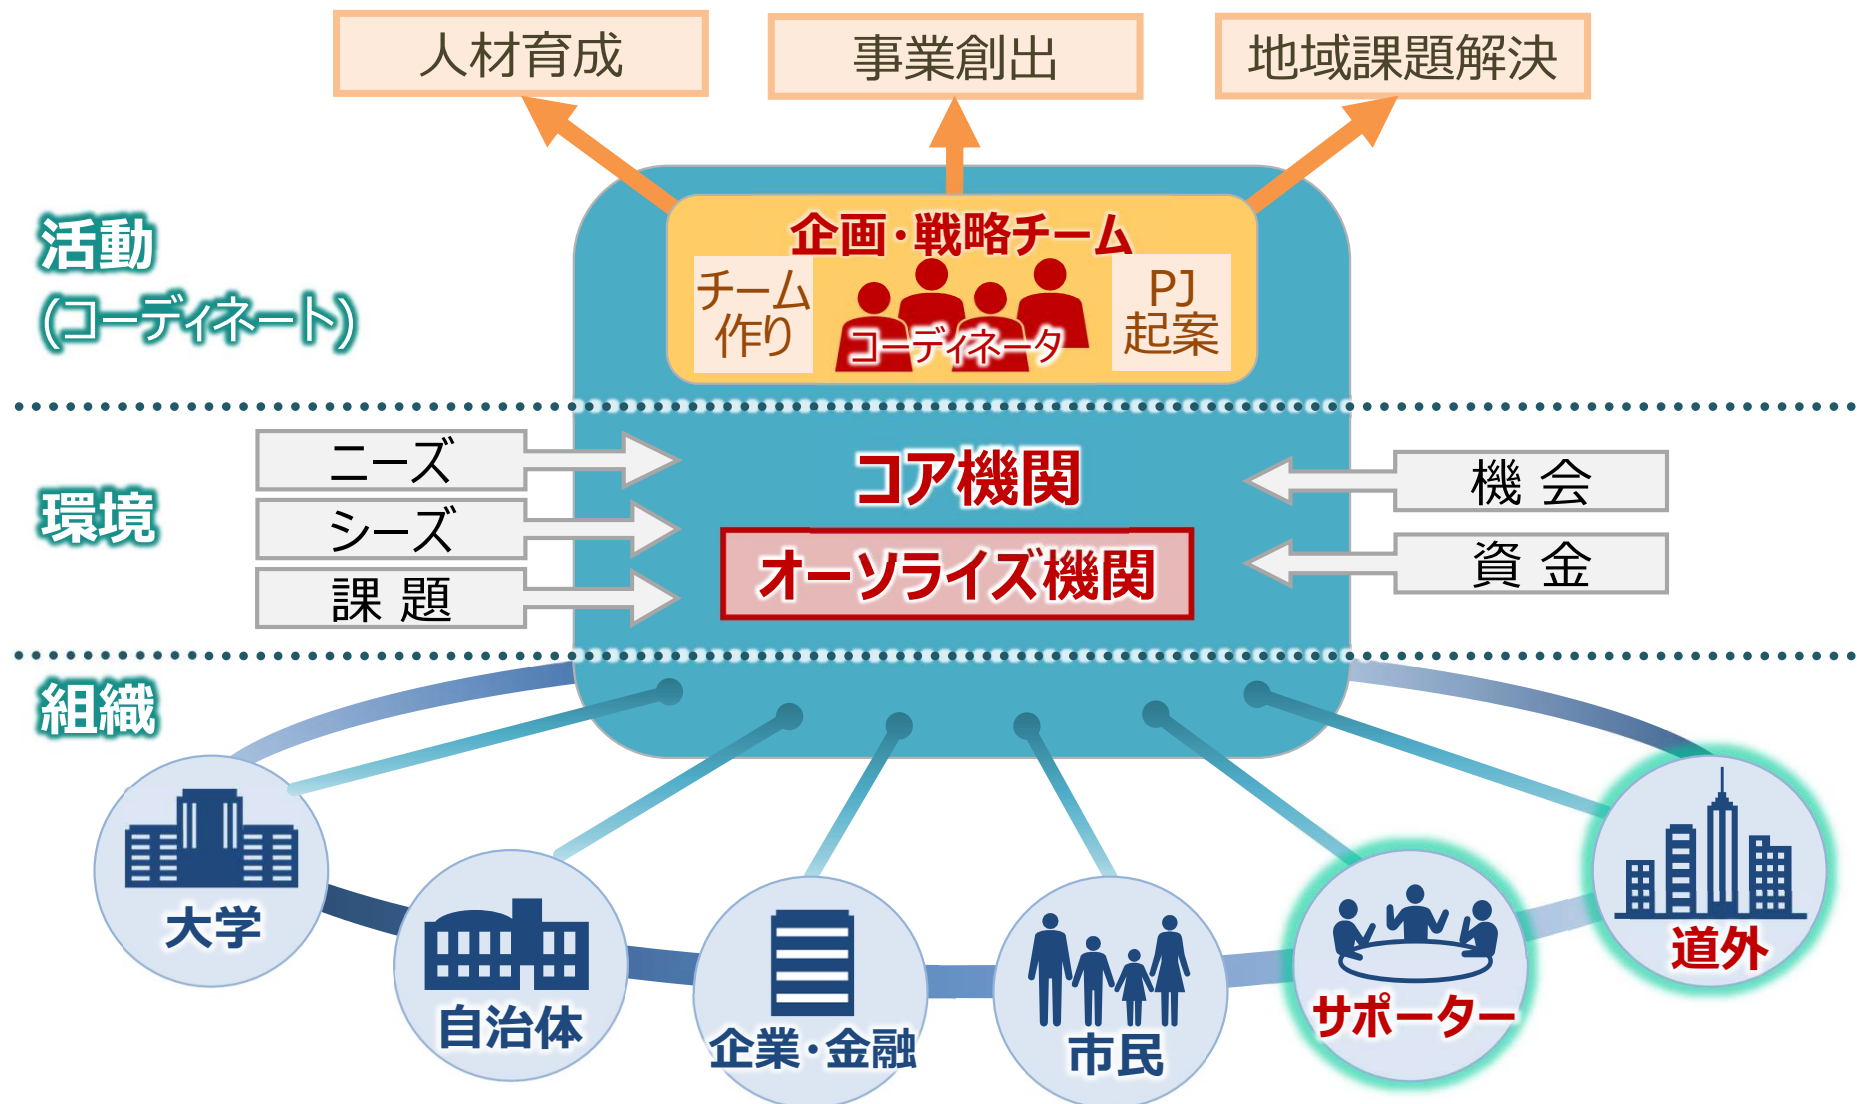 人材育成
事業創出
地域課題解決
活動
(コーディネート)
企画・戦略チーム
チーム
作り
コーディネータ
PJ
起案
環境
ニーズ
シーズ
課 題
コア機関
オーソライズ機関
機 会
資 金
組織
大学
自治体
企業・金融
市民
サポーター
道外